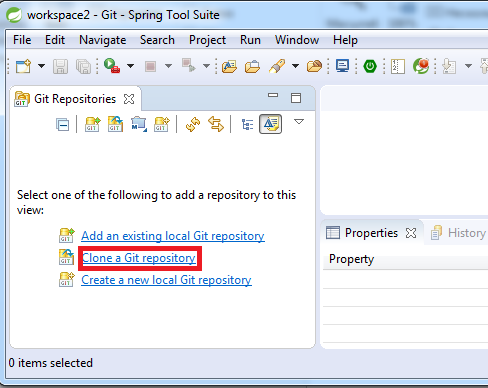 workspace2 - Git - Spring Tool Suite
File Edit Navigate Search Project Run Window Help
Git Repositories
Select one of the following to add a repository to this
view:
Add an existing local Git repository
Clone a Git repository
Create a new local Git repository
Properties History
Property
0 items selected